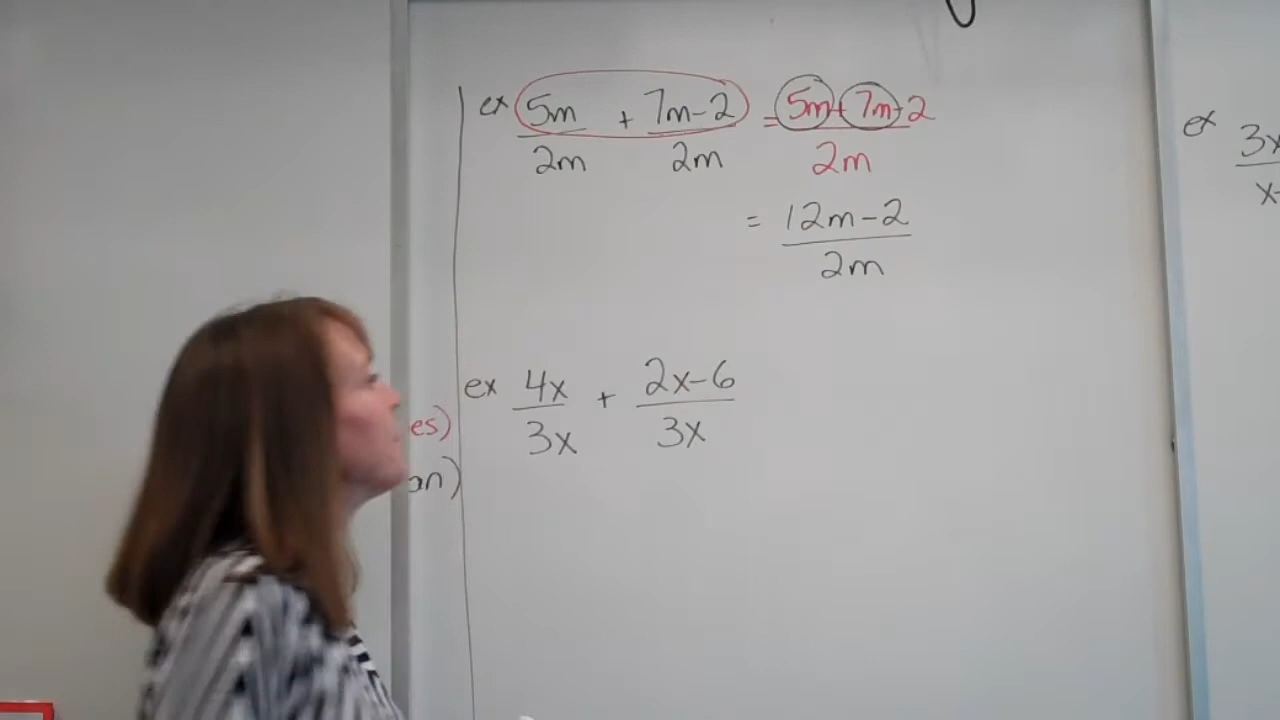 ex 5m/2m + 7m-2/2m = 5m+7m-2/2m
= 12m-2/2m
ex 4x/3x + 2x-6/3x
es)
an)
ex 3x
x-